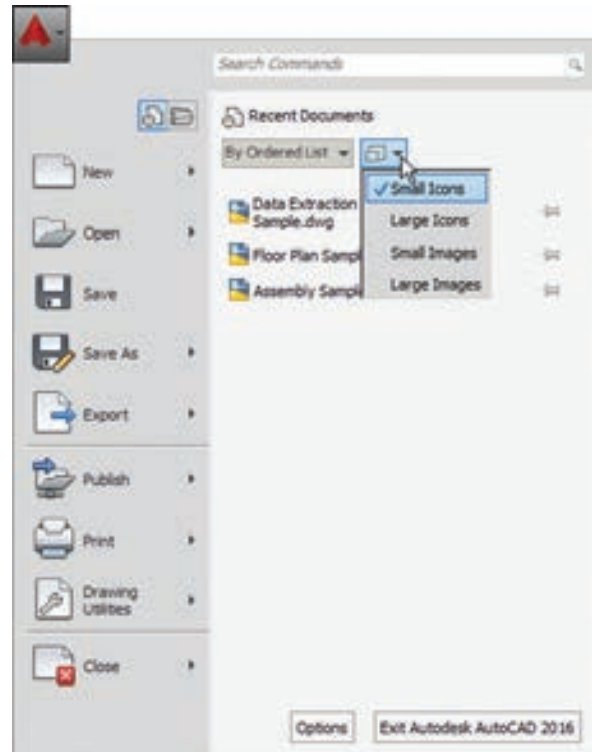 Search Commands
Recent Documents
By Ordered List
Small Icons
Large Icons
Small Images
Large Images
Data Extraction
Sample.dwg
Floor Plan Sampl
Assembly Sample
New
Open
Save
Save As
Export
Publish
Print
Drawing
Utilities
Close
Options
Exit Autodesk AutoCAD 2016